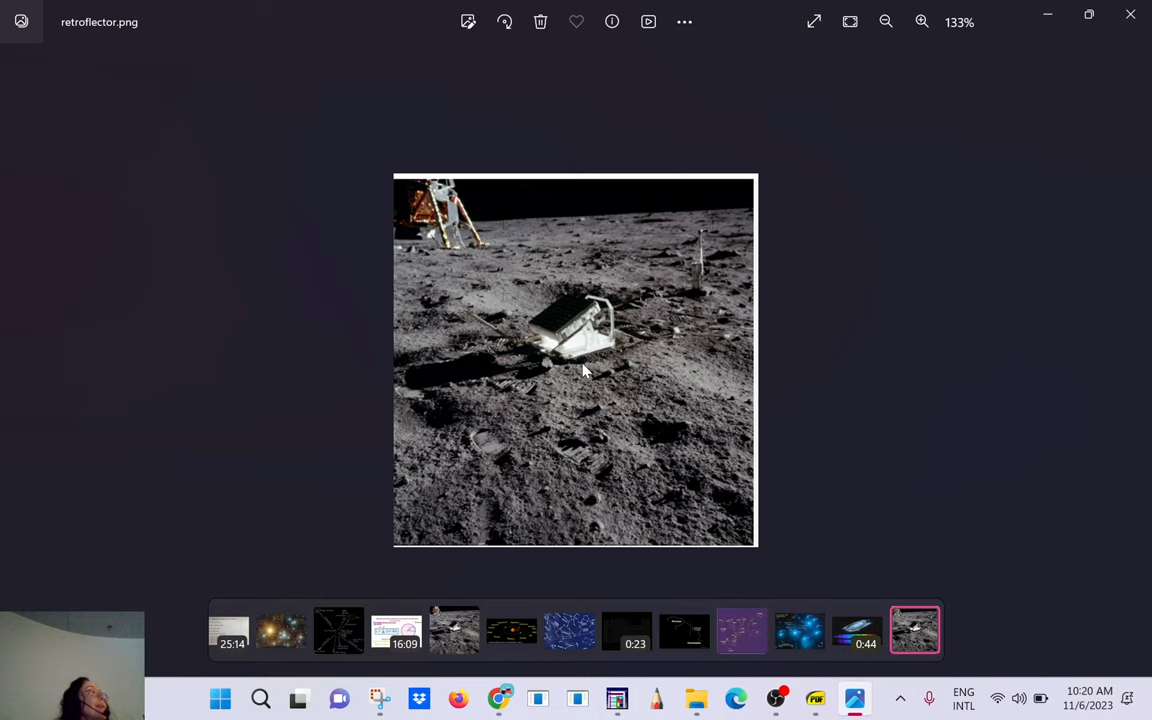 retroflector.png
133%
25:14
16:09
0:23
0:44
ENG
INTL
10:20 AM
11/6/2023